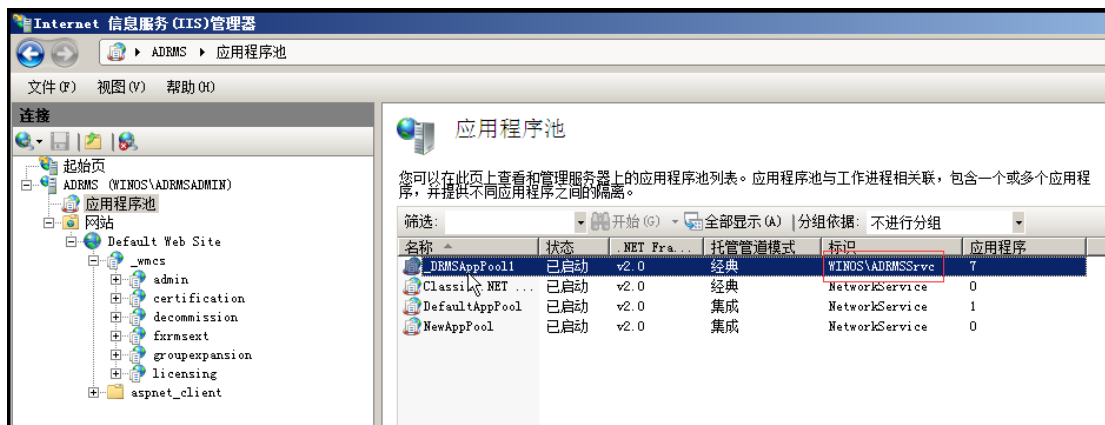 Internet 信息服务(IIS)管理器
ADRMS 应用程序池
文件(F) 视图(V) 帮助(H)
连接
起始页
ADRMS (WINOS\ADRMSADMIN)
应用程序池
网站
Default Web Site
_wmcs
admin
certification
decommission
fxrmsext
groupexpansion
licensing
aspnet_client
应用程序池
您可以在此页上查看和管理服务器上的应用程序池列表。应用程序池与工作进程相关联，包含一个或多个应用程
序，并提供不同应用程序之间的隔离。
筛选: 开始(G) 全部显示(A) 分组依据: 不进行分组
名称 状态 .NET Fra... 托管管道模式 标识 应用程序
_DRMSAppPool1 已启动 v2.0 经典 WINOS\ADRMSSrvc 7
Classic .NET ... 已启动 v2.0 经典 NetworkService 0
DefaultAppPool 已启动 v2.0 集成 NetworkService 1
NewAppPool 已启动 v2.0 集成 NetworkService 0